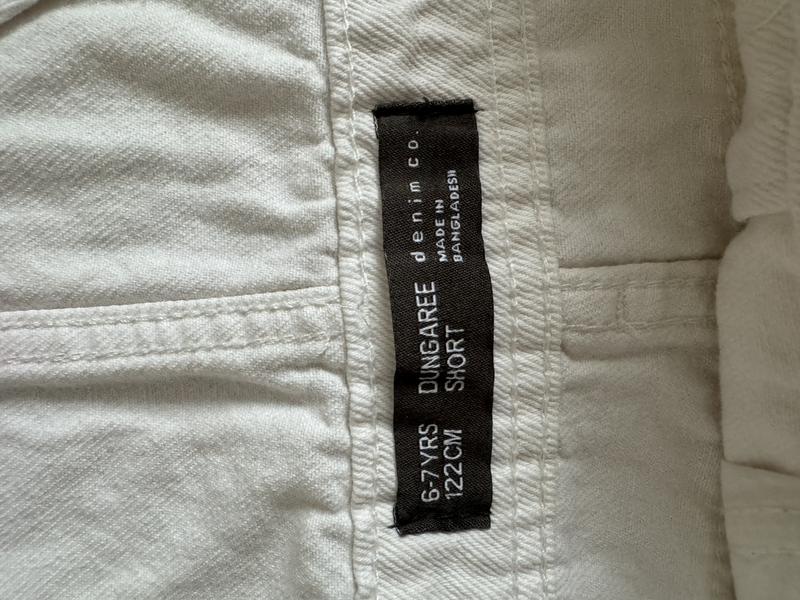 6-7YRS
122CM
DUNGAREE
SHORT
denim co.
MADE IN
BANGLADESH